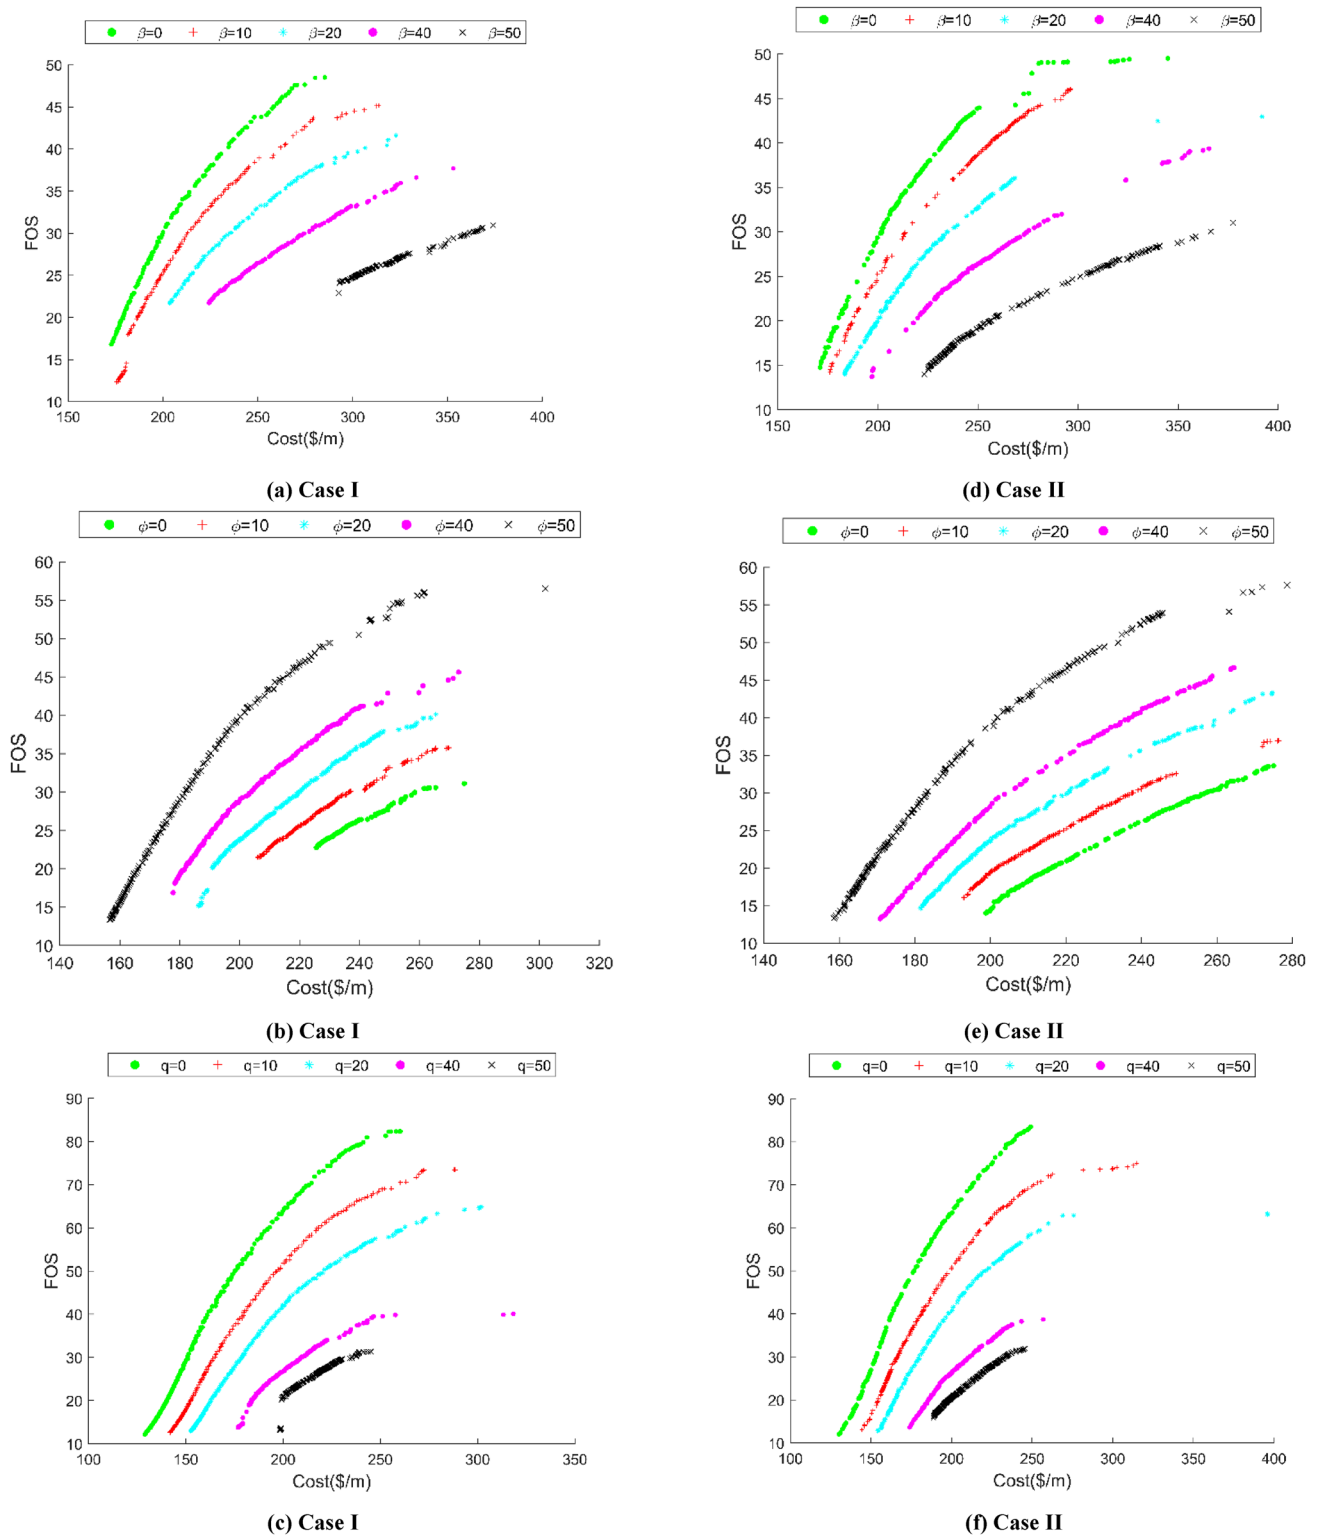 β=0 β=10 β=20 β=40 β=50
50
45
40
35
30
25
20
15
10
FOS
150 200 250 300 350 400
Cost($/m)
(a) Case I
β=0 β=10 β=20 β=40 β=50
50
45
40
35
30
25
20
15
10
FOS
150 200 250 300 350 400
Cost($/m)
(d) Case II
ϕ=0 ϕ=10 ϕ=20 ϕ=40 ϕ=50
60
55
50
45
40
35
30
25
20
15
10
FOS
140 160 180 200 220 240 260 280 300 320
Cost($/m)
(b) Case I
ϕ=0 ϕ=10 ϕ=20 ϕ=40 ϕ=50
60
55
50
45
40
35
30
25
20
15
10
FOS
140 160 180 200 220 240 260 280
Cost($/m)
(e) Case II
q=0 q=10 q=20 q=40 q=50
90
80
70
60
50
40
30
20
10
FOS
100 150 200 250 300 350
Cost($/m)
(c) Case I
q=0 q=10 q=20 q=40 q=50
90
80
70
60
50
40
30
20
10
FOS
100 150 200 250 300 350 400
Cost($/m)
(f) Case II